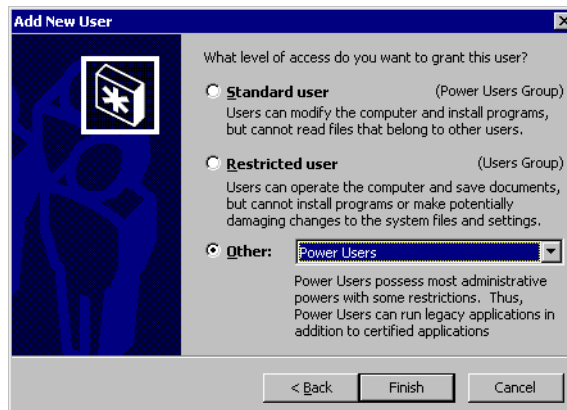 Add New User
What level of access do you want to grant this user?
Standard user (Power Users Group)
Users can modify the computer and install programs,
but cannot read files that belong to other users.
Restricted user (Users Group)
Users can operate the computer and save documents,
but cannot install programs or make potentially
damaging changes to the system files and settings.
Other: Power Users
Power Users possess most administrative
powers with some restrictions. Thus,
Power Users can run legacy applications in
addition to certified applications
< Back Finish Cancel